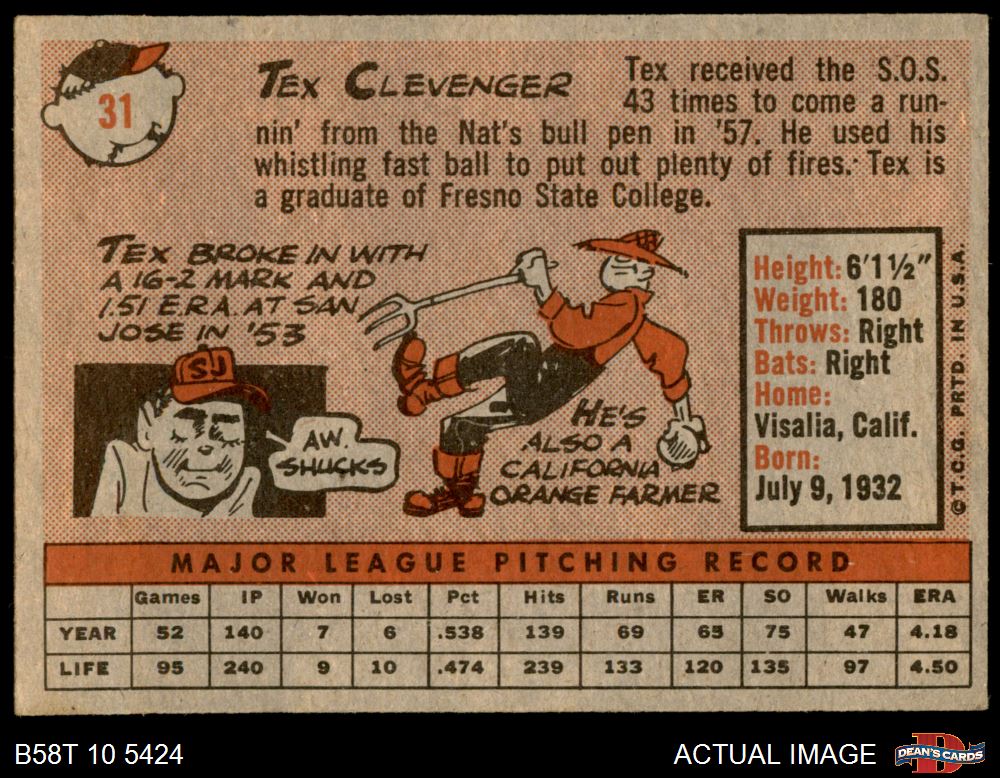 31
TEX CLEVENGER
Tex received the S.O.S.
43 times to come a run-
nin' from the Nat's bull pen in '57. He used his
whistling fast ball to put out plenty of fires. Tex is
a graduate of Fresno State College.
TEX BROKE IN WITH
A 16-2 MARK AND
1.51 E.R.A. AT SAN
JOSE IN '53
SJ
AW.
SHUCKS
HE'S
ALSO A
CALIFORNIA
ORANGE FARMER
Height: 6'1½"
Weight: 180
Throws: Right
Bats: Right
Home:
Visalia, Calif.
Born:
July 9, 1932
© T.C.G. PRTD. IN U.S.A.
MAJOR LEAGUE PITCHING RECORD
Games IP Won Lost Pct Hits Runs ER SO Walks ERA
YEAR 52 140 7 6 .538 139 69 65 75 47 4.18
LIFE 95 240 9 10 .474 239 133 120 135 97 4.50
B58T 10 5424
ACTUAL IMAGE
DEAN'S CARDS